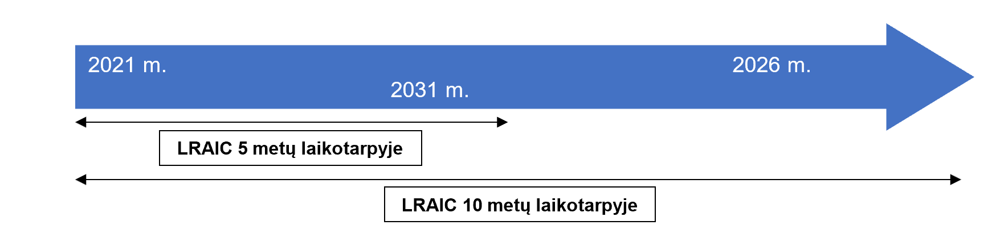 2021 m.
2026 m.
2031 m.
LRAIC 5 metų laikotarpyje
LRAIC 10 metų laikotarpyje